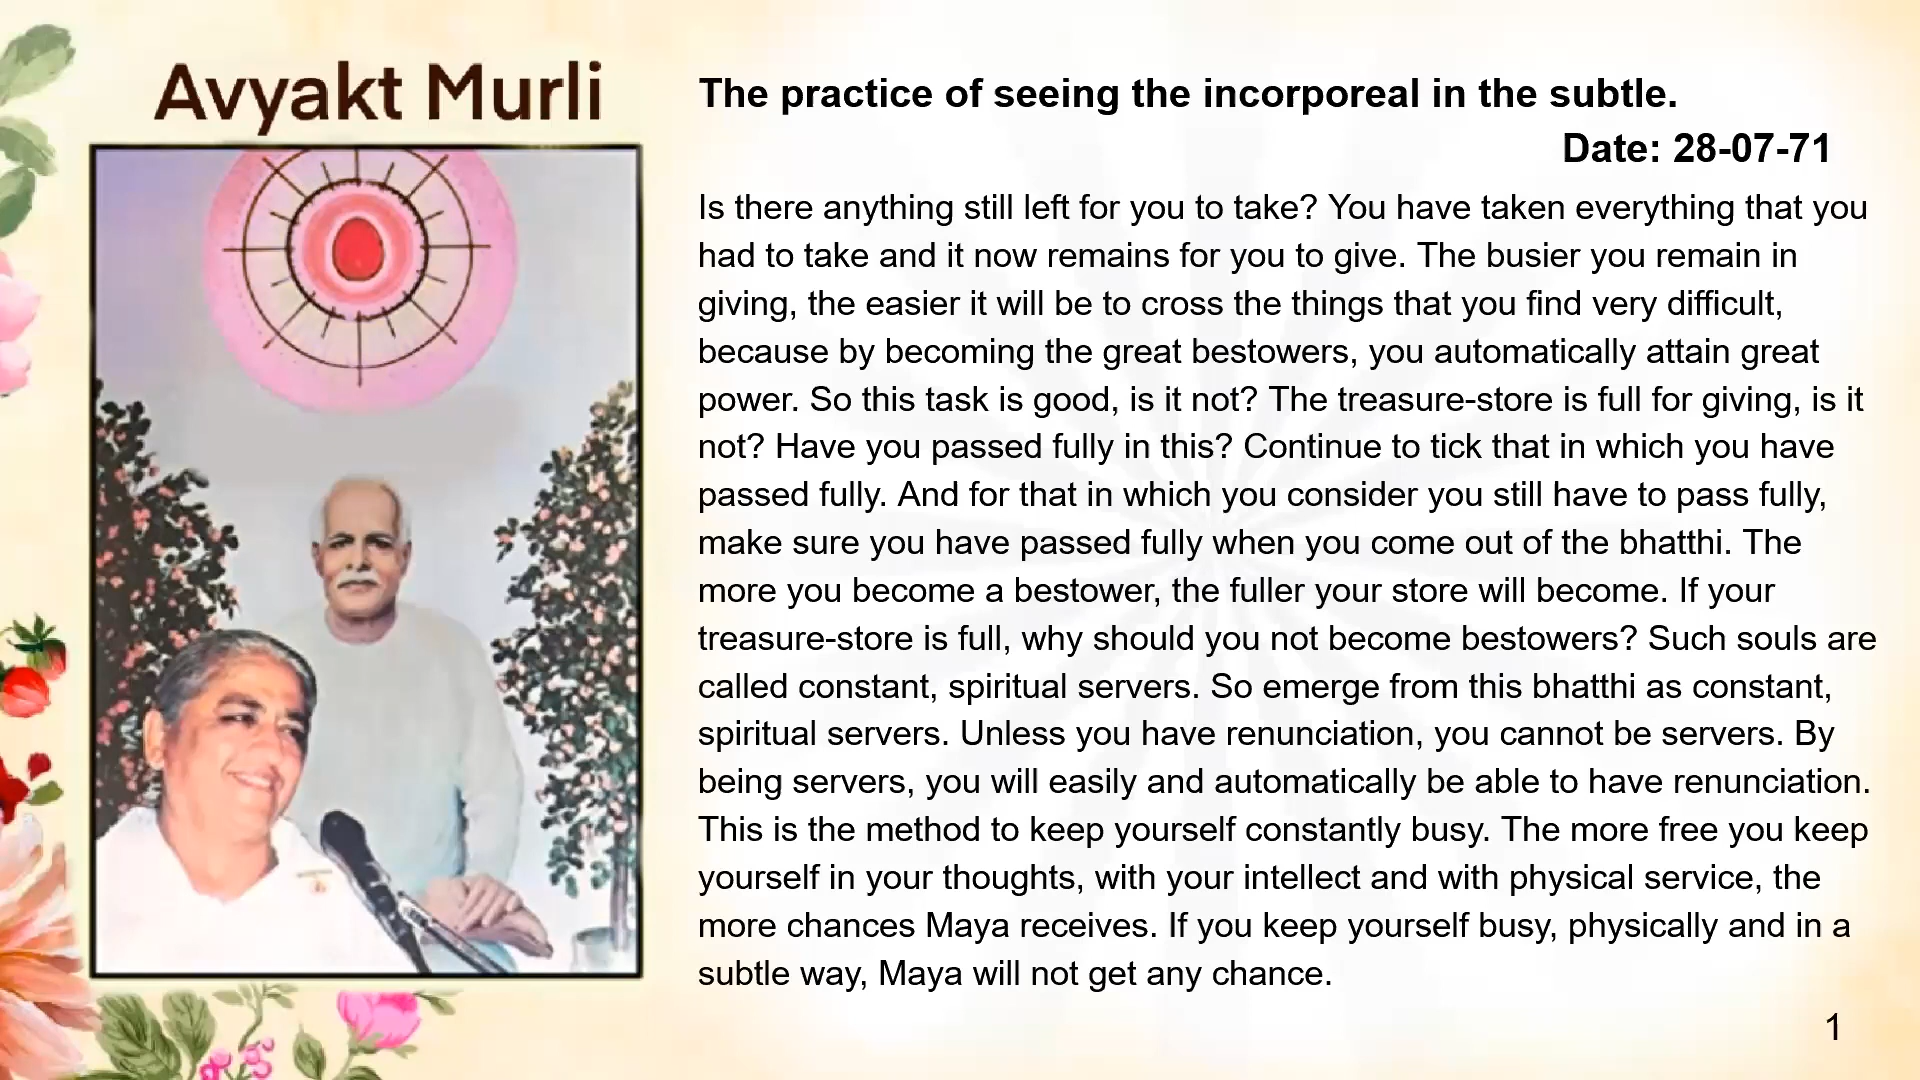 Avyakt Murli
The practice of seeing the incorporeal in the subtle.
Date: 28-07-71
Is there anything still left for you to take? You have taken everything that you
had to take and it now remains for you to give. The busier you remain in
giving, the easier it will be to cross the things that you find very difficult,
because by becoming the great bestowers, you automatically attain great
power. So this task is good, is it not? The treasure-store is full for giving, is it
not? Have you passed fully in this? Continue to tick that in which you have
passed fully. And for that in which you consider you still have to pass fully,
make sure you have passed fully when you come out of the bhatthi. The
more you become a bestower, the fuller your store will become. If your
treasure-store is full, why should you not become bestowers? Such souls are
called constant, spiritual servers. So emerge from this bhatthi as constant,
spiritual servers. Unless you have renunciation, you cannot be servers. By
being servers, you will easily and automatically be able to have renunciation.
This is the method to keep yourself constantly busy. The more free you keep
yourself in your thoughts, with your intellect and with physical service, the
more chances Maya receives. If you keep yourself busy, physically and in a
subtle way, Maya will not get any chance.
1